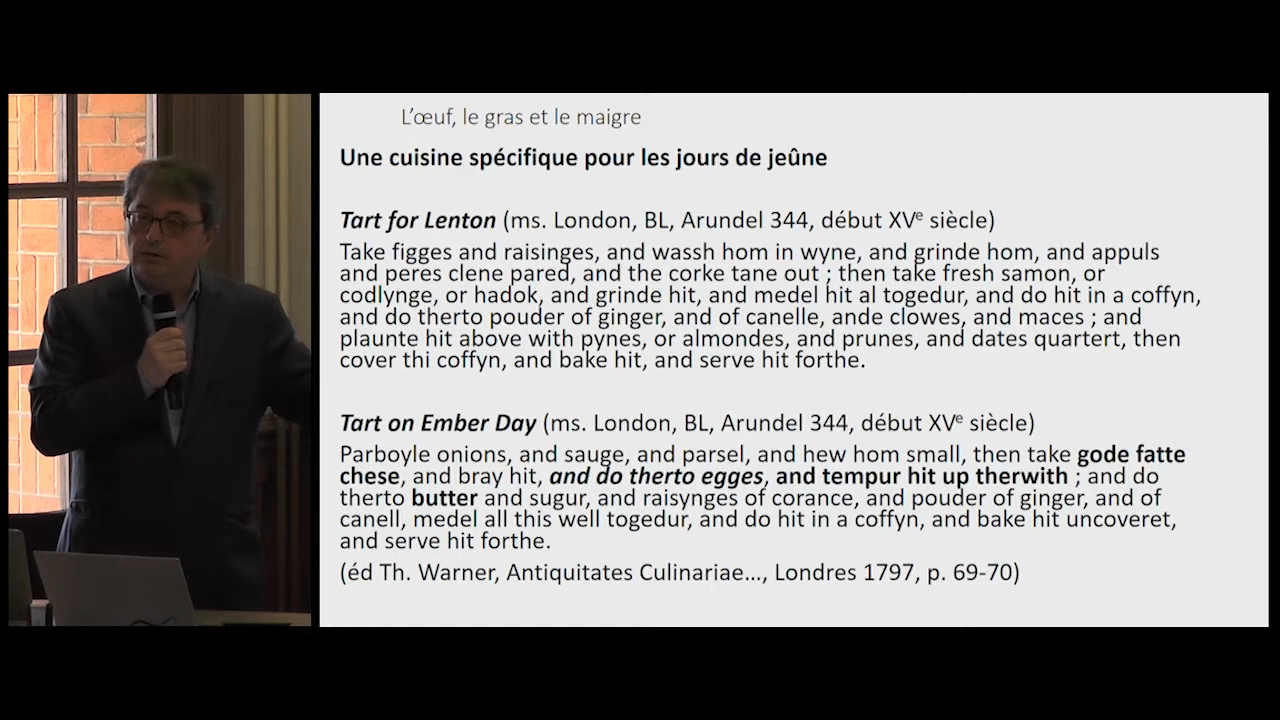 L'œuf, le gras et le maigre
Une cuisine spécifique pour les jours de jeûne
Tart for Lenton (ms. London, BL, Arundel 344, début XVe siècle)
Take figges and raisinges, and wassh hom in wyne, and grinde hom, and appuls
and peres clene pared, and the corke tane out ; then take fresh samon, or
codlynge, or hadok, and grinde hit, and medel hit al togedur, and do hit in a coffyn,
and do therto pouder of ginger, and of canelle, ande clowes, and maces ; and
plaunte hit above with pynes, or almondes, and prunes, and dates quartert, then
cover thi coffyn, and bake hit, and serve hit forthe.
Tart on Ember Day (ms. London, BL, Arundel 344, début XVe siècle)
Parboyle onions, and sauge, and parsel, and hew hom small, then take gode fatte
chese, and bray hit, and do therto egges, and tempur hit up therwith ; and do
therto butter and sugur, and raisynges of corance, and pouder of ginger, and of
canell, medel all this well togedur, and do hit in a coffyn, and bake hit uncoveret,
and serve hit forthe.
(éd Th. Warner, Antiquitates Culinariae…, Londres 1797, p. 69-70)